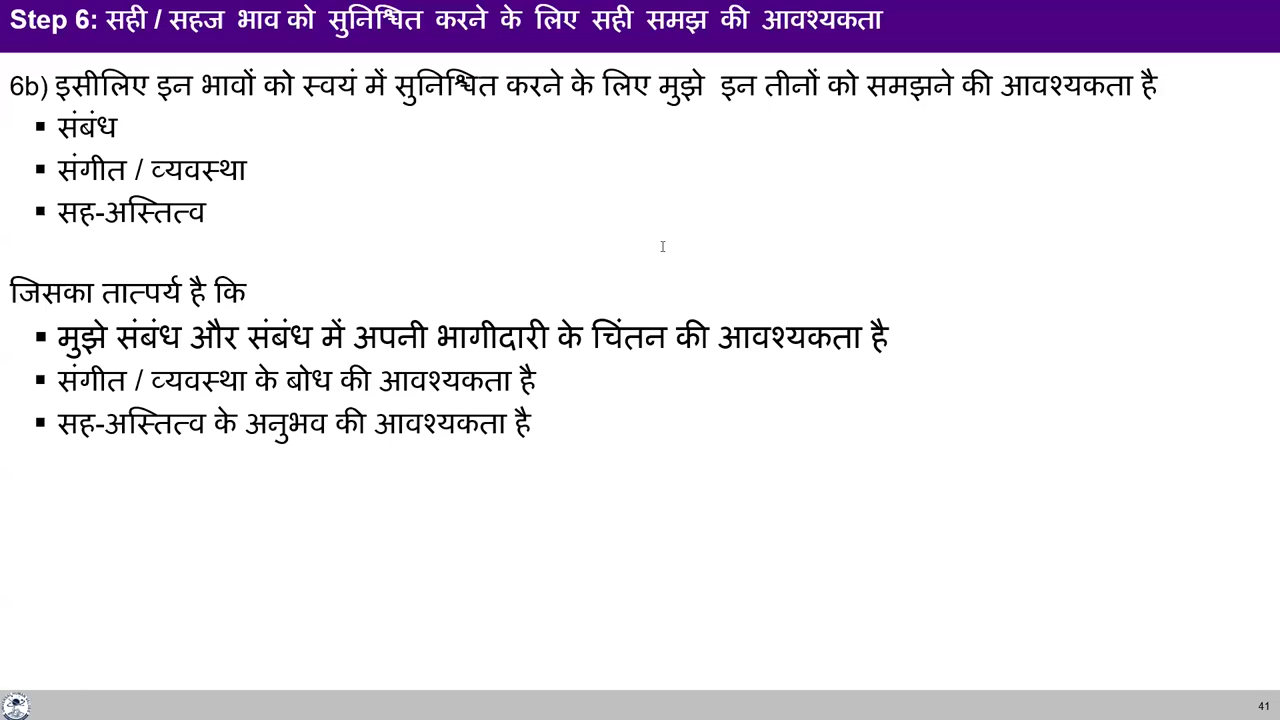 Step 6: सही / सहज भाव को सुनिश्चित करने के लिए सही समझ की आवश्यकता
6b) इसीलिए इन भावों को स्वयं में सुनिश्चित करने के लिए मुझे इन तीनों को समझने की आवश्यकता है
▪ संबंध
▪ संगीत / व्यवस्था
▪ सह-अस्तित्व
जिसका तात्पर्य है कि
▪ मुझे संबंध और संबंध में अपनी भागीदारी के चिंतन की आवश्यकता है
▪ संगीत / व्यवस्था के बोध की आवश्यकता है
▪ सह-अस्तित्व के अनुभव की आवश्यकता है
41